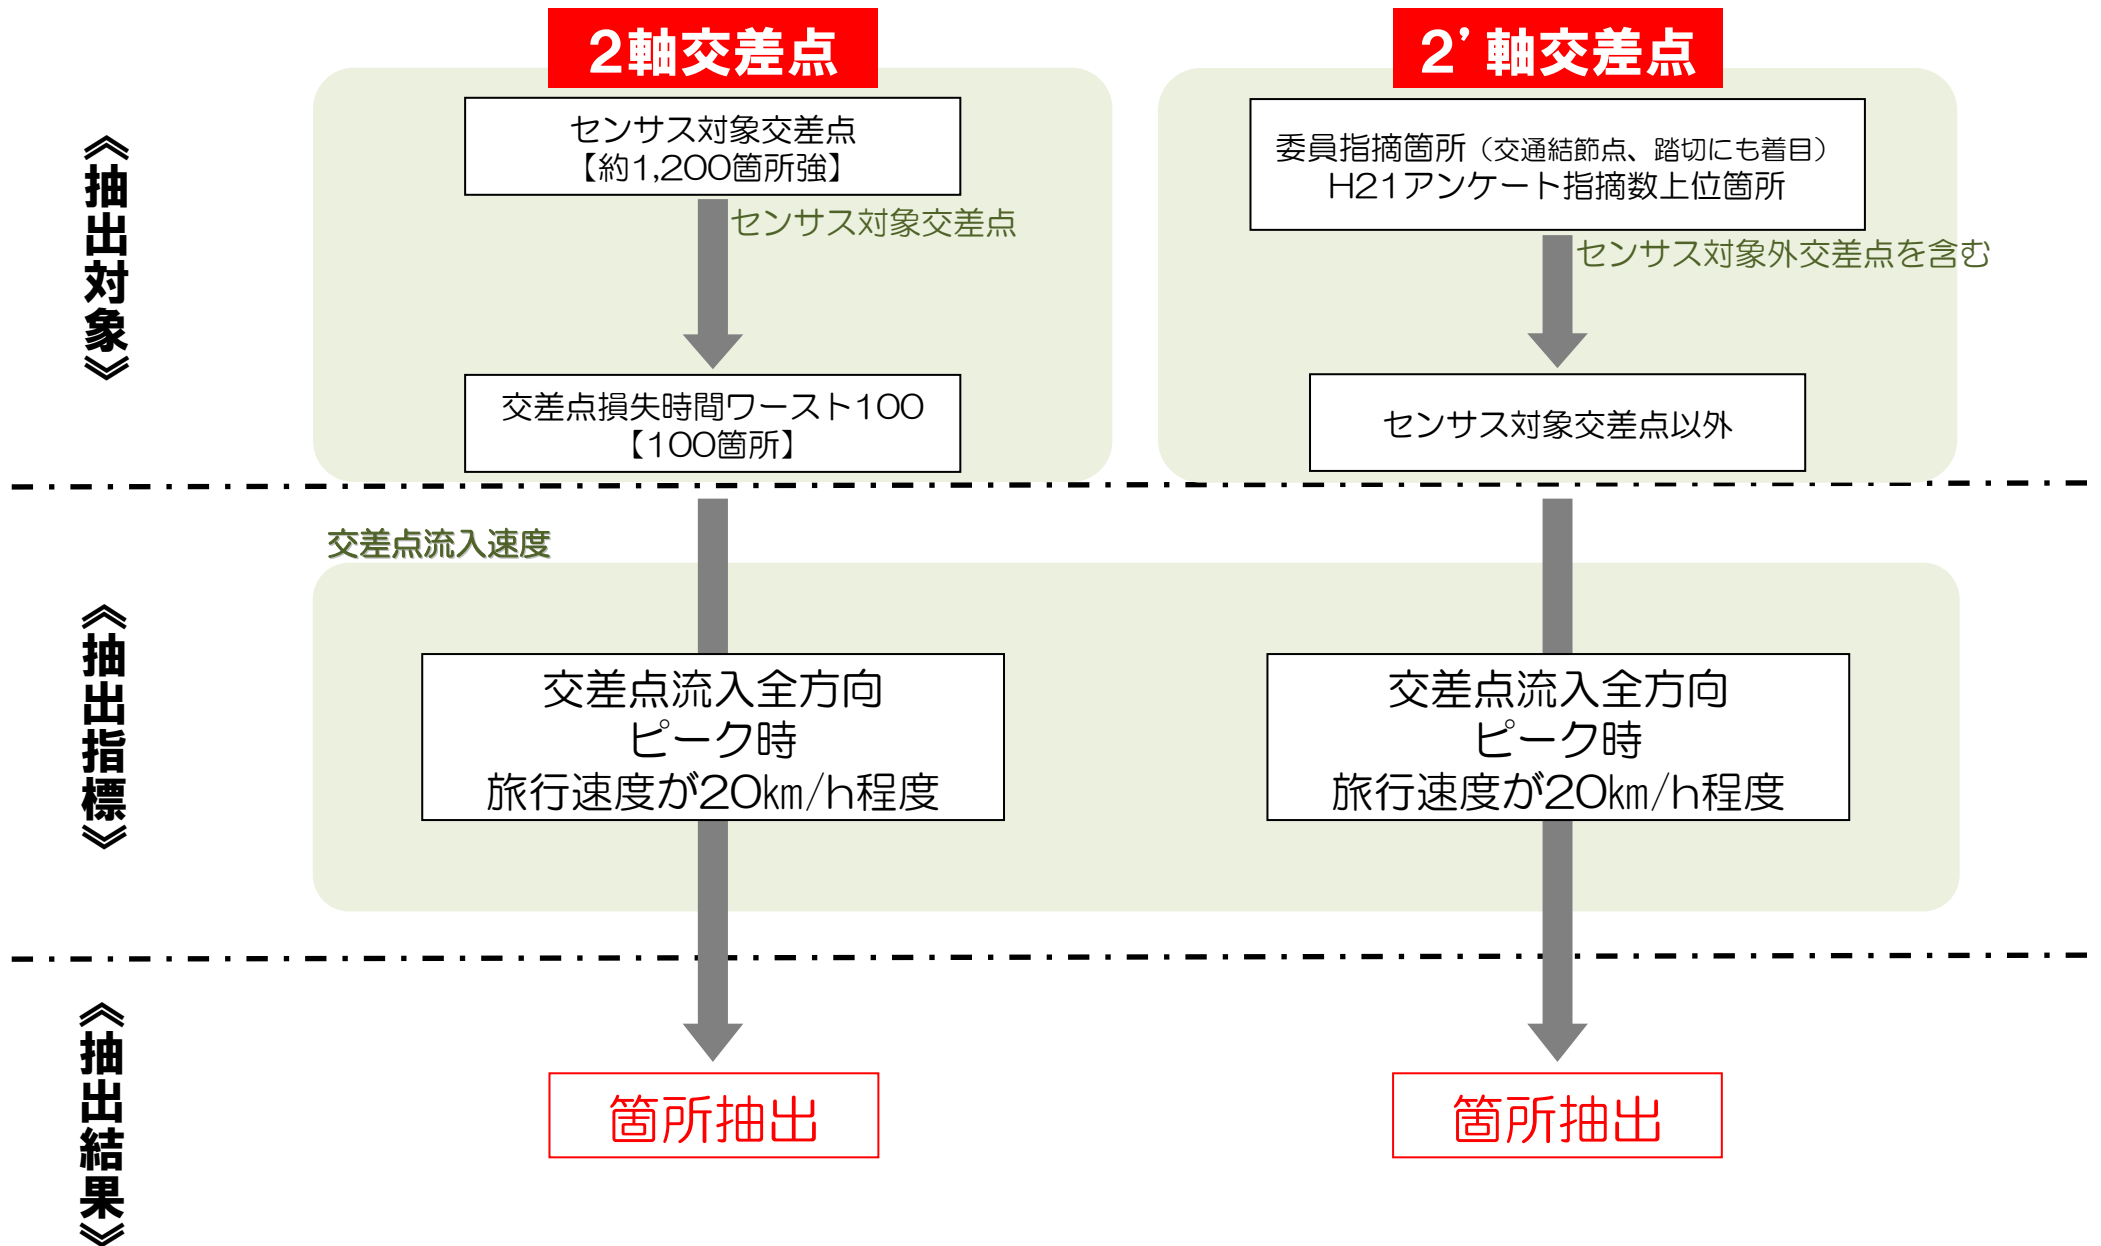 2軸交差点
2’軸交差点
《抽出対象》
センサス対象交差点
【約1,200箇所強】
センサス対象交差点
交差点損失時間ワースト100
【100箇所】
委員指摘箇所（交通結節点、踏切にも着目）
H21アンケート指摘数上位箇所
センサス対象外交差点を含む
センサス対象交差点以外
《抽出指標》
交差点流入速度
交差点流入全方向
ピーク時
旅行速度が20km/h程度
交差点流入全方向
ピーク時
旅行速度が20km/h程度
《抽出結果》
箇所抽出
箇所抽出